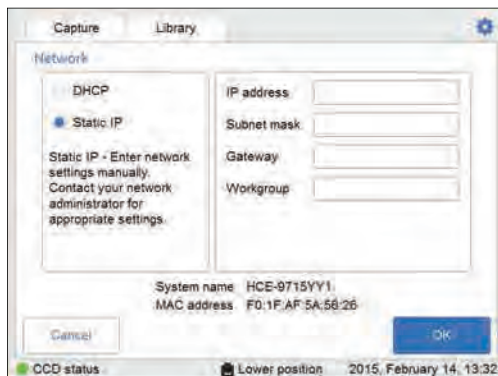 Capture Library
Network
DHCP
Static IP
Static IP - Enter network
settings manually.
Contact your network
administrator for
appropriate settings.
IP address
Subnet mask
Gateway
Workgroup
System name HCE-9715YY1
MAC address F0:1F:AF:5A:56:26
Cancel OK
CCD status Lower position 2015, February 14, 13:32